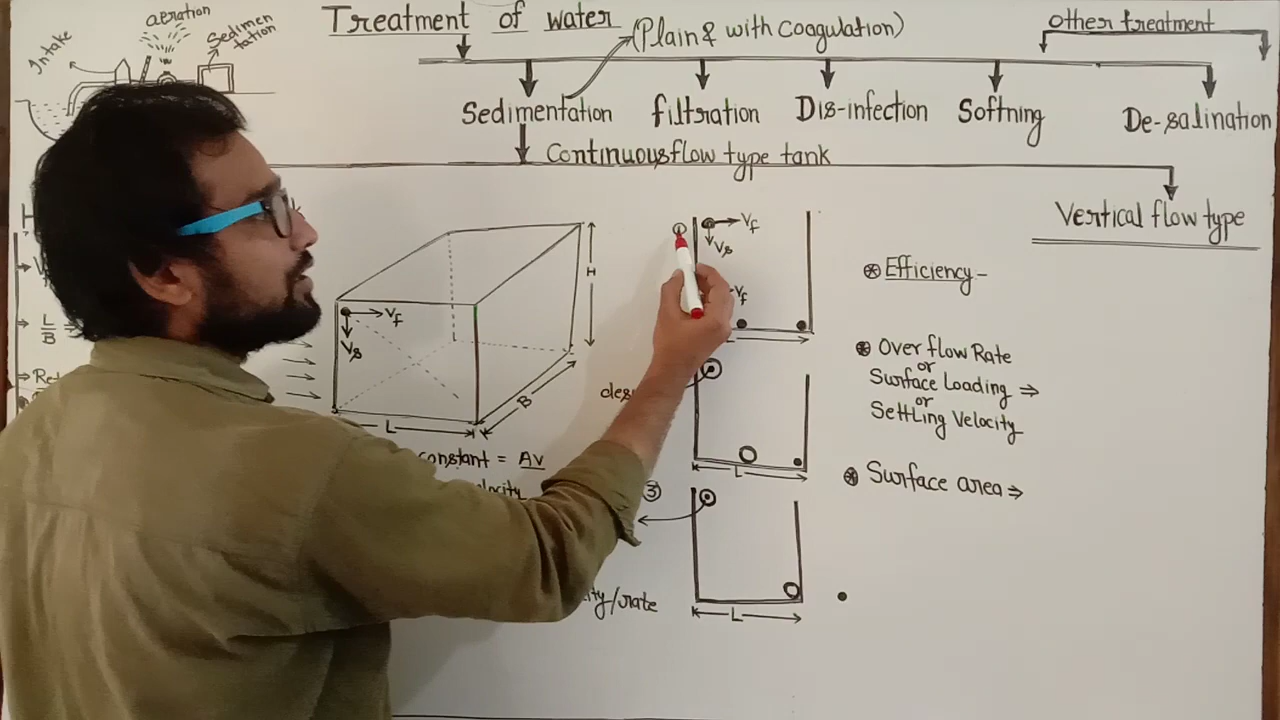 aeration
Intake
Sedimen
tation
Treatment of water
(Plain & with Coagulation)
other treatment
Sedimentation
filtration
Dis-infection
Softning
De-salination
Continuous flow type tank
Vertical flow type
L
B
Vf
Vs
H
B
L
constant = AV
Vf
Vs
Vf
L
L
③
L
⊛ Efficiency -
⊛ Over flow Rate
or
Surface Loading ⇒
or
Settling Velocity
⊛ Surface area ⇒
/rate